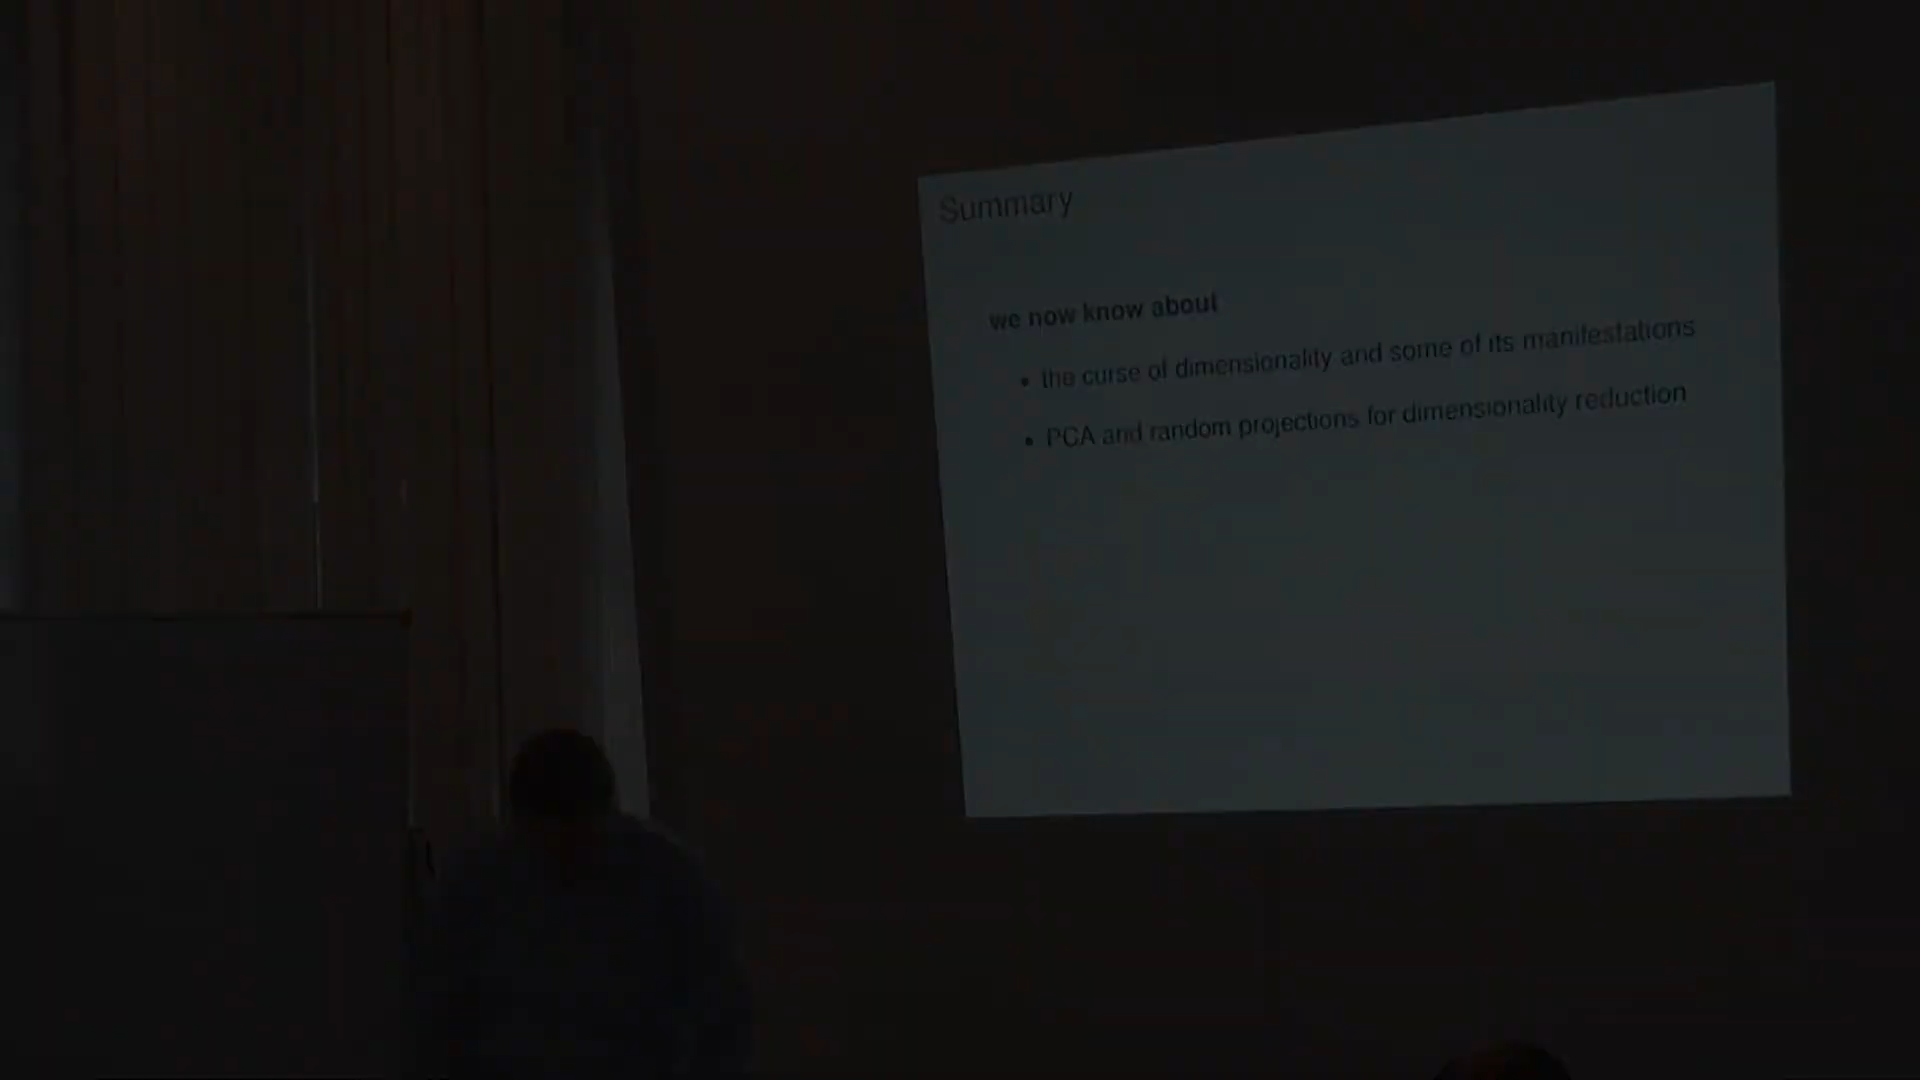 Summary
we now know about
• the curse of dimensionality and some of its manifestations
• PCA and random projections for dimensionality reduction